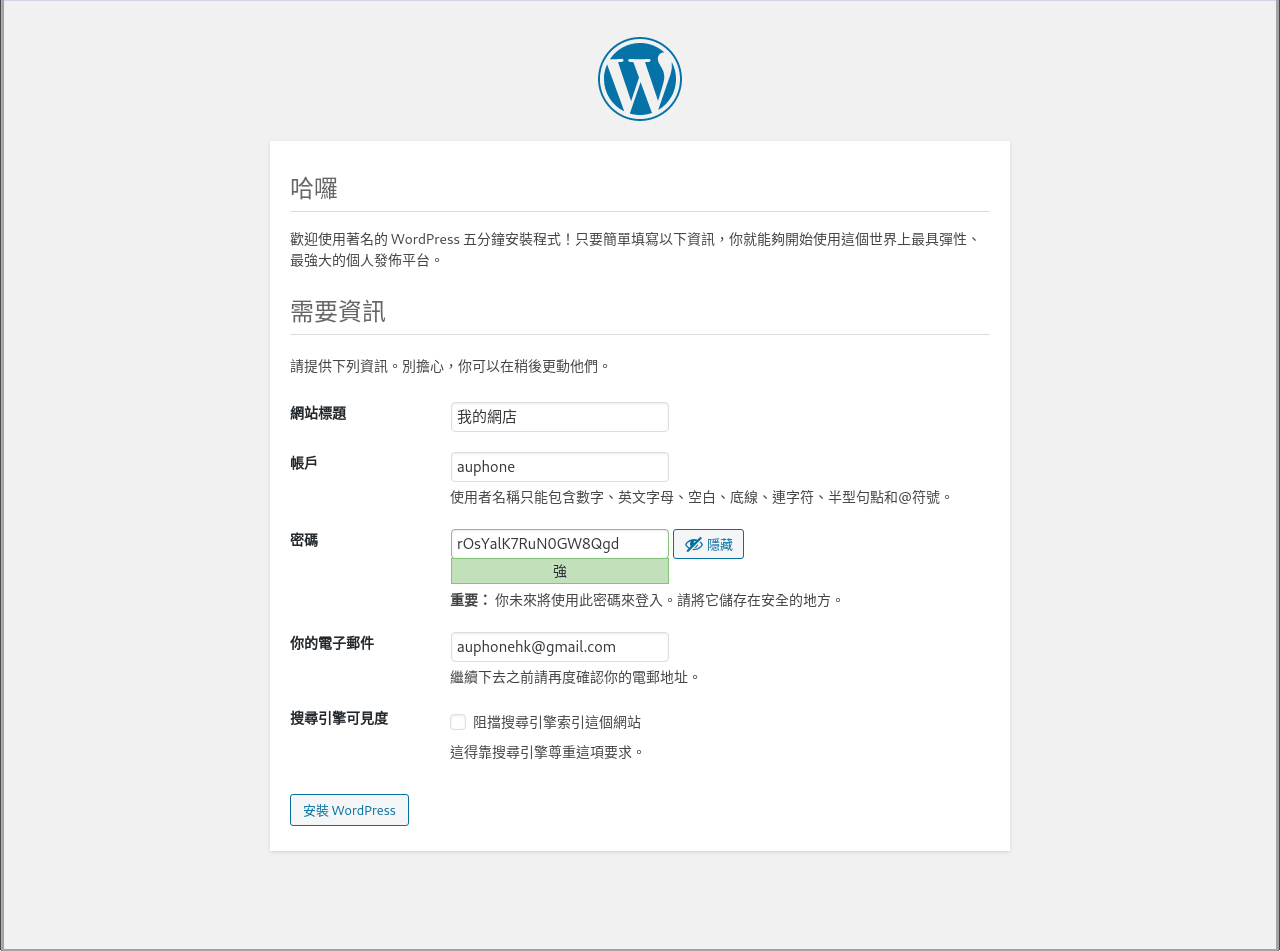 哈囉
歡迎使用著名的 WordPress 五分鐘安裝程式！只要簡單填寫以下資訊，你就能夠開始使用這個世界上最具彈性、
最強大的個人發佈平台。
需要資訊
請提供下列資訊。別擔心，你可以在稍後更動他們。
網站標題
我的網店
帳戶
auphone
使用者名稱只能包含數字、英文字母、空白、底線、連字符、半型句點和@符號。
密碼
rOsYalK7RuN0GW8Qgd
隱藏
強
重要： 你未來將使用此密碼來登入。請將它儲存在安全的地方。
你的電子郵件
auphonehk@gmail.com
繼續下去之前請再度確認你的電郵地址。
搜尋引擎可見度
阻擋搜尋引擎索引這個網站
這得靠搜尋引擎尊重這項要求。
安裝 WordPress